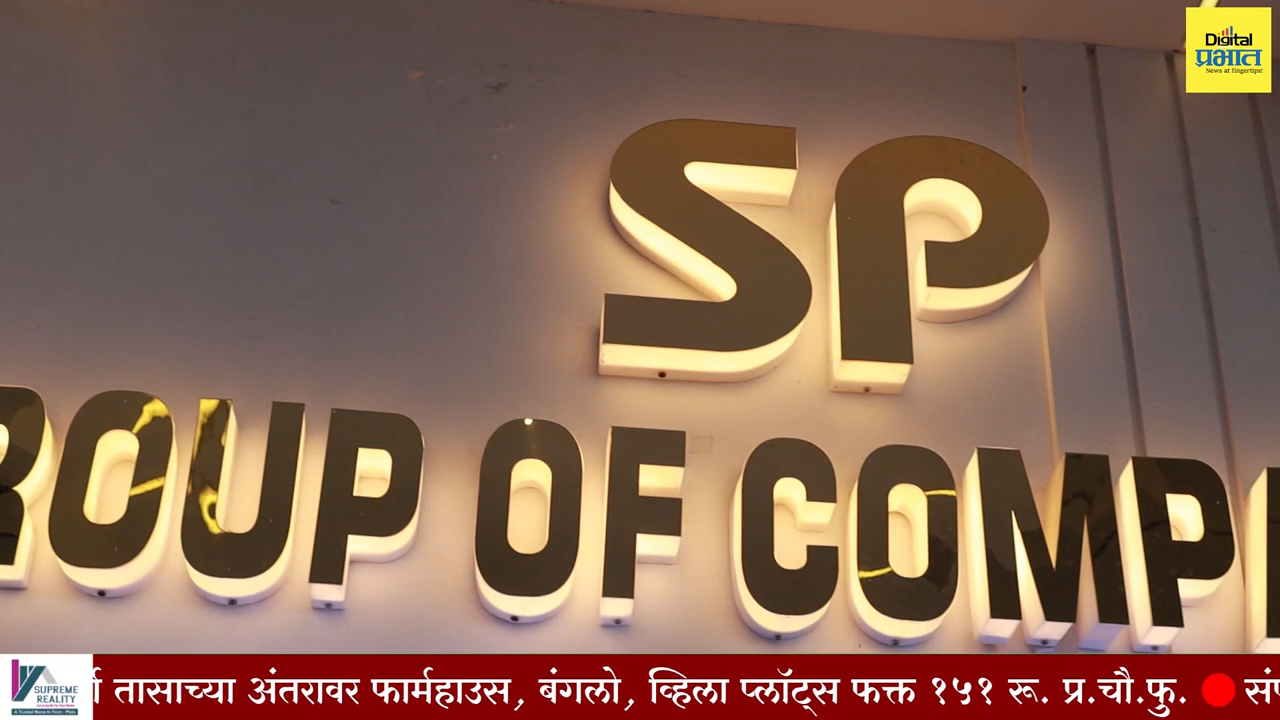 Digital
प्रभात
News at fingertips!
SP
ROUP OF COMP
SUPREME
REALITY
तासाच्या अंतरावर फार्महाउस, बंगलो, व्हिला प्लॉट्स फक्त १५१ रू. प्र.चौ.फु.